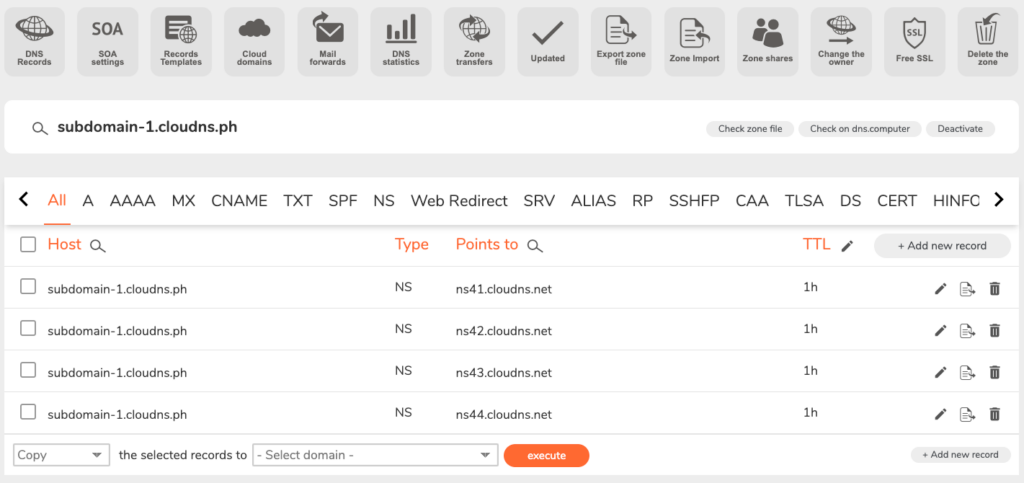 DNS Records
SOA
SOA settings
Records Templates
Cloud domains
Mail forwards
DNS statistics
Zone transfers
Updated
Export zone file
Zone Import
Zone shares
Change the owner
SSL
Free SSL
Delete the zone
subdomain-1.cloudns.ph Check zone file Check on dns.computer Deactivate
All A AAAA MX CNAME TXT SPF NS Web Redirect SRV ALIAS RP SSHFP CAA TLSA DS CERT HINFO
Host Type Points to TTL + Add new record
subdomain-1.cloudns.ph NS ns41.cloudns.net 1h
subdomain-1.cloudns.ph NS ns42.cloudns.net 1h
subdomain-1.cloudns.ph NS ns43.cloudns.net 1h
subdomain-1.cloudns.ph NS ns44.cloudns.net 1h
Copy the selected records to - Select domain - execute + Add new record